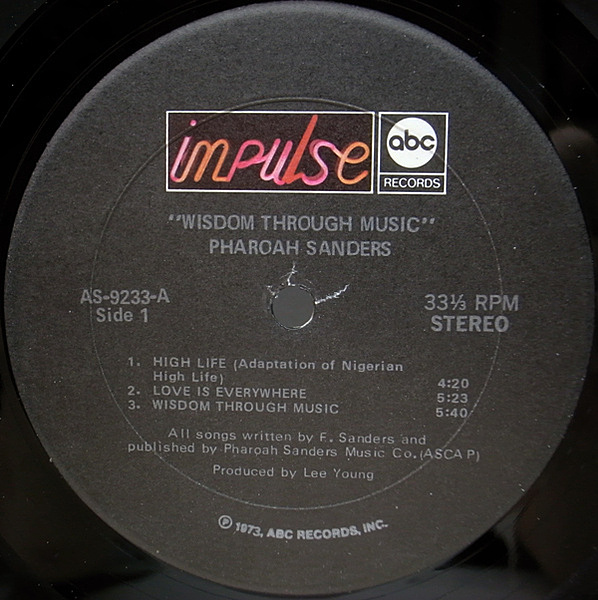 impulse
abc
RECORDS
"WISDOM THROUGH MUSIC"
PHAROAH SANDERS
AS-9233-A
Side 1
33⅓ RPM
STEREO
1. HIGH LIFE (Adaptation of Nigerian
High Life) 4:20
2. LOVE IS EVERYWHERE 5:23
3. WISDOM THROUGH MUSIC 5:40
All songs written by F. Sanders and
published by Pharoah Sanders Music Co.(ASCAP)
Produced by Lee Young
℗ 1973, ABC RECORDS, INC.